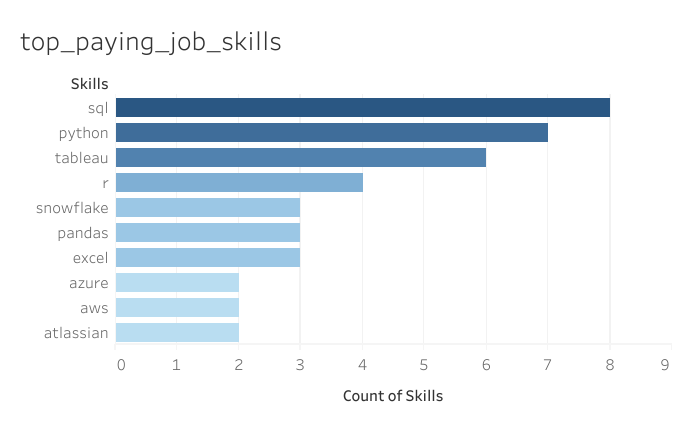 top_paying_job_skills
Skills
sql
python
tableau
r
snowflake
pandas
excel
azure
aws
atlassian
0 1 2 3 4 5 6 7 8 9
Count of Skills